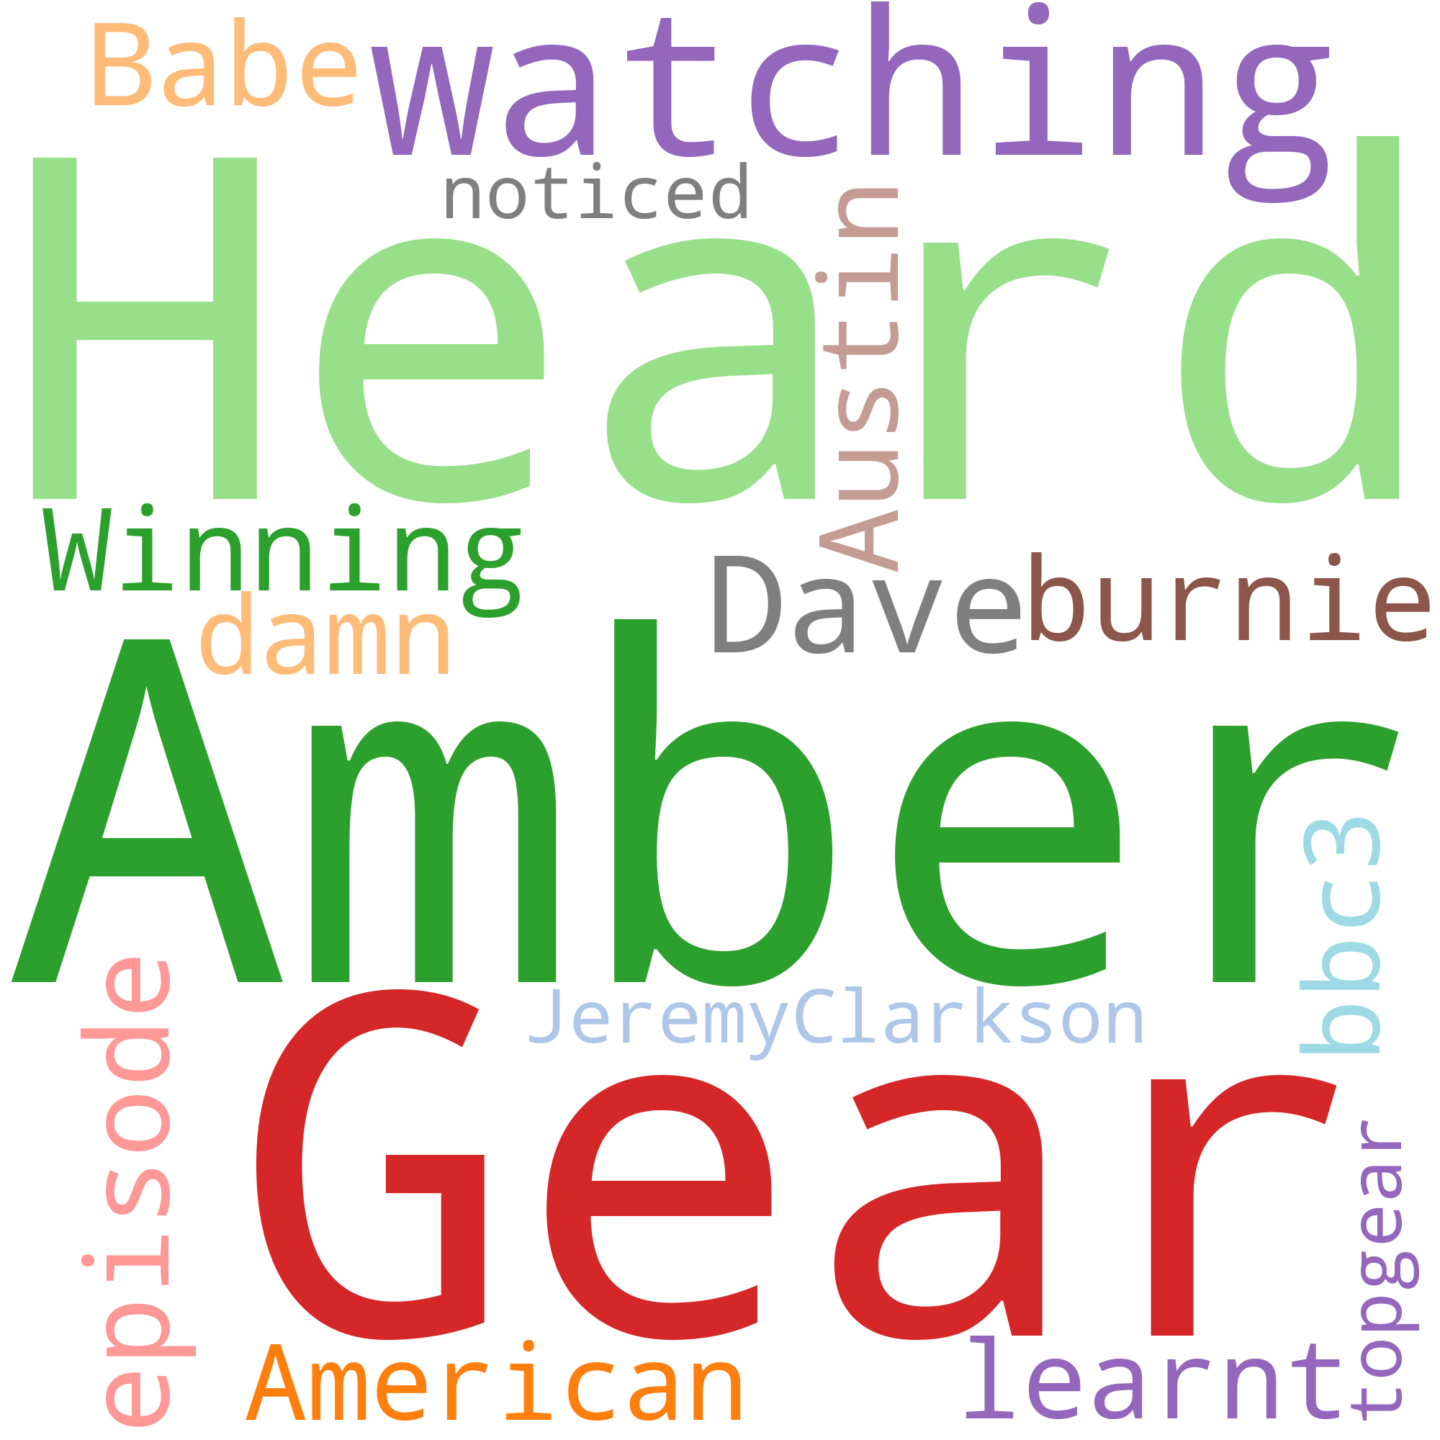 Babe
watching
noticed
Heard
Austin
Winning
damn
Dave
burnie
Amber
bbc3
episode
JeremyClarkson
Gear
topgear
American
learnt